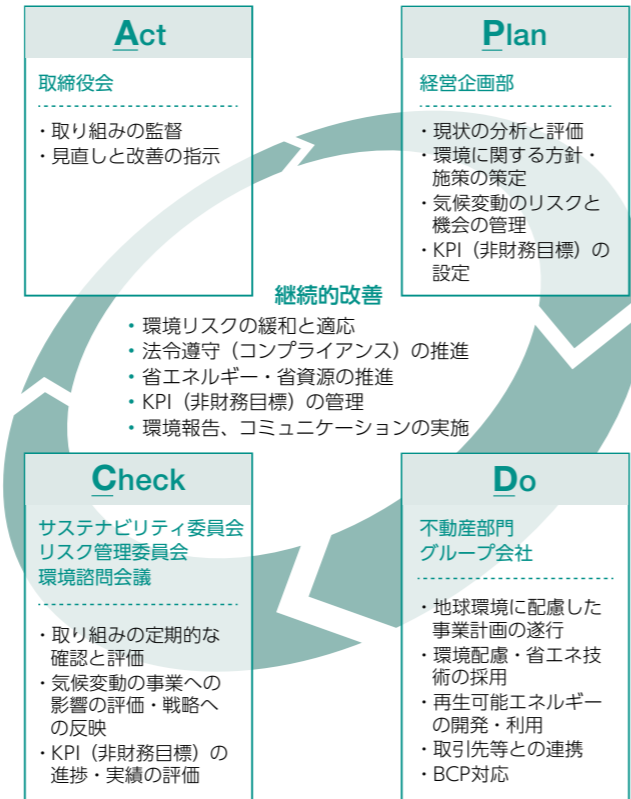 Act
取締役会
・取り組みの監督
・見直しと改善の指示
Plan
経営企画部
・現状の分析と評価
・環境に関する方針・
施策の策定
・気候変動のリスクと
機会の管理
・KPI（非財務目標）の
設定
継続的改善
・環境リスクの緩和と適応
・法令遵守（コンプライアンス）の推進
・省エネルギー・省資源の推進
・KPI（非財務目標）の管理
・環境報告、コミュニケーションの実施
Check
サステナビリティ委員会
リスク管理委員会
環境諮問会議
・取り組みの定期的な
確認と評価
・気候変動の事業への
影響の評価・戦略へ
の反映
・KPI（非財務目標）の
進捗・実績の評価
Do
不動産部門
グループ会社
・地球環境に配慮した
事業計画の遂行
・環境配慮・省エネ技
術の採用
・再生可能エネルギー
の開発・利用
・取引先等との連携
・BCP対応